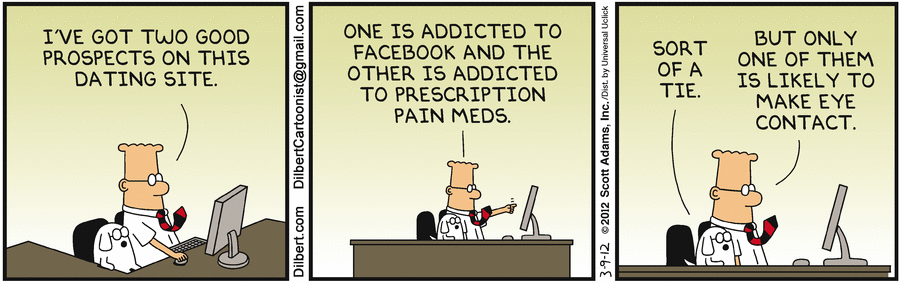 I'VE GOT TWO GOOD
PROSPECTS ON THIS
DATING SITE.
Dilbert.com DilbertCartoonist@gmail.com
ONE IS ADDICTED TO
FACEBOOK AND THE
OTHER IS ADDICTED
TO PRESCRIPTION
PAIN MEDS.
3-9-12 ©2012 Scott Adams, Inc. /Dist. by Universal Uclick
SORT
OF A
TIE.
BUT ONLY
ONE OF THEM
IS LIKELY TO
MAKE EYE
CONTACT.